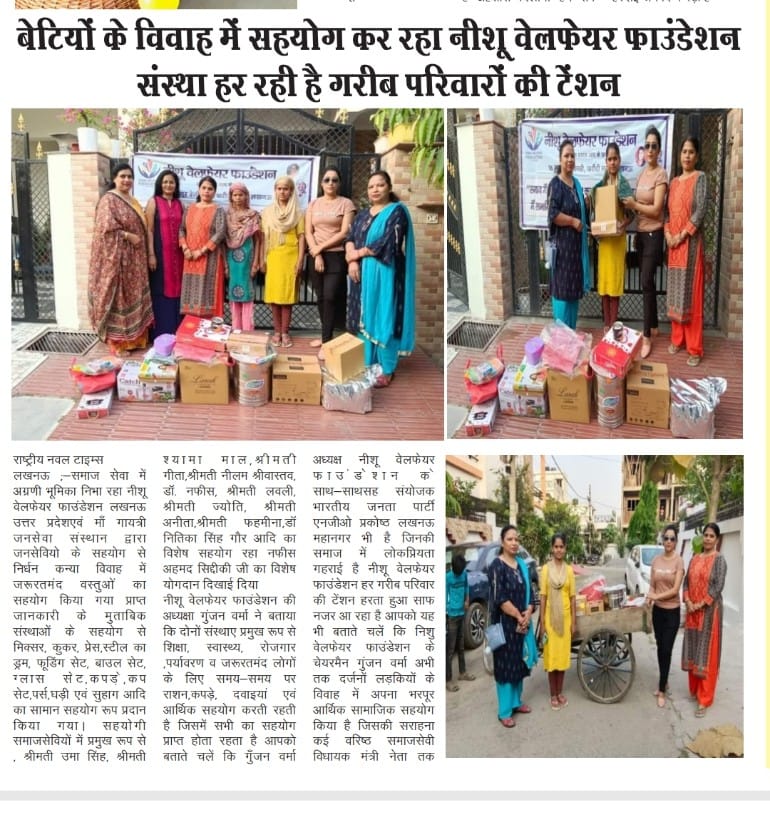 बेटियों के विवाह में सहयोग कर रहा नीशू वेलफेयर फाउंडेशन
संस्था हर रही है गरीब परिवारों की टेंशन
नीशू वेलफेयर फाउण्डेशन
नीशू वेलफेयर फाउण्डेशन
राष्ट्रीय नवल टाइम्स
लखनऊ ,–समाज सेवा में
अग्रणी भूमिका निभा रहा नीशू
वेलफेयर फाउंडेशन लखनऊ
उत्तर प्रदेशएवं माँ गायत्री
जनसेवा संस्थान द्वारा
जनसेवियो के सहयोग से
निर्धन कन्या विवाह में
जरूरतमंद वस्तुओं का
सहयोग किया गया प्राप्त
जानकारी के मुताबिक
संस्थाओं के सहयोग से
मिक्सर, कुकर, प्रेस,स्टील का
ड्रम, फूडिंग सेट, बाउल सेट,
ग्लास सेट,कपड़े,कप
सेट,पर्स,घड़ी एवं सुहाग आदि
का सामान सहयोग रूप प्रदान
किया गया। सहयोगी
समाजसेवियों में प्रमुख रूप से
, श्रीमती उमा सिंह, श्रीमती
श्यामा माल,श्रीमती
गीता,श्रीमती नीलम श्रीवास्तव,
डॉ. नफीस, श्रीमती लवली,
श्रीमती ज्योति, श्रीमती
अनीता,श्रीमती फहमीना,डॉ
नितिका सिंह गौर आदि का
विशेष सहयोग रहा नफीस
अहमद सिद्दीकी जी का विशेष
योगदान दिखाई दिया
नीशू वेलफेयर फाउंडेशन की
अध्यक्षा गुंजन वर्मा ने बताया
कि दोनों संस्थाए प्रमुख रूप से
शिक्षा, स्वास्थ्य, रोजगार
,पर्यावरण व जरूरतमंद लोगों
के लिए समय–समय पर
राशन,कपड़े, दवाइयां एवं
आर्थिक सहयोग करती रहती
है जिसमें सभी का सहयोग
प्राप्त होता रहता है आपको
बताते चलें कि गुँजन वर्मा
अध्यक्ष नीशू वेलफेयर
फाउंडेशन के
साथ–साथसह संयोजक
भारतीय जनता पार्टी
एनजीओ प्रकोष्ठ लखनऊ
महानगर भी है जिनकी
समाज में लोकप्रियता
गहराई है नीशू वेलफेयर
फाउंडेशन हर गरीब परिवार
की टेंशन हरता हुआ साफ
नजर आ रहा है आपको यह
भी बताते चलें कि निशु
वेलफेयर फाउंडेशन के
चेयरमैन गुंजन वर्मा अभी
तक दर्जनों लड़कियों के
विवाह में अपना भरपूर
आर्थिक सामाजिक सहयोग
किया है जिसकी सराहना
कई वरिष्ठ समाजसेवी
विधायक मंत्री नेता तक